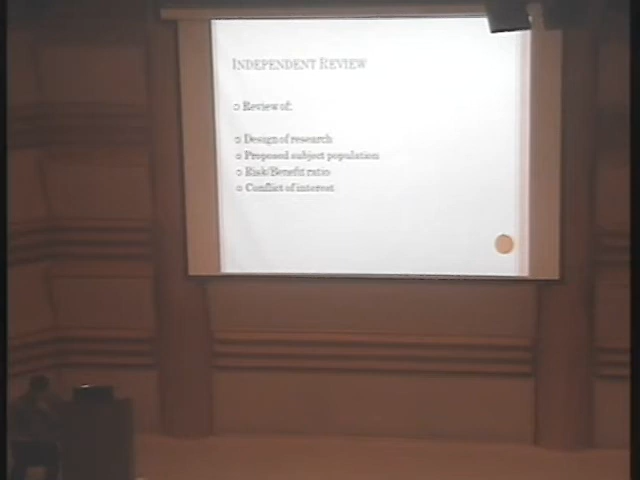 INDEPENDENT REVIEW
Review of:
Design of research
Proposed subject population
Risk/Benefit ratio
Conflict of interest